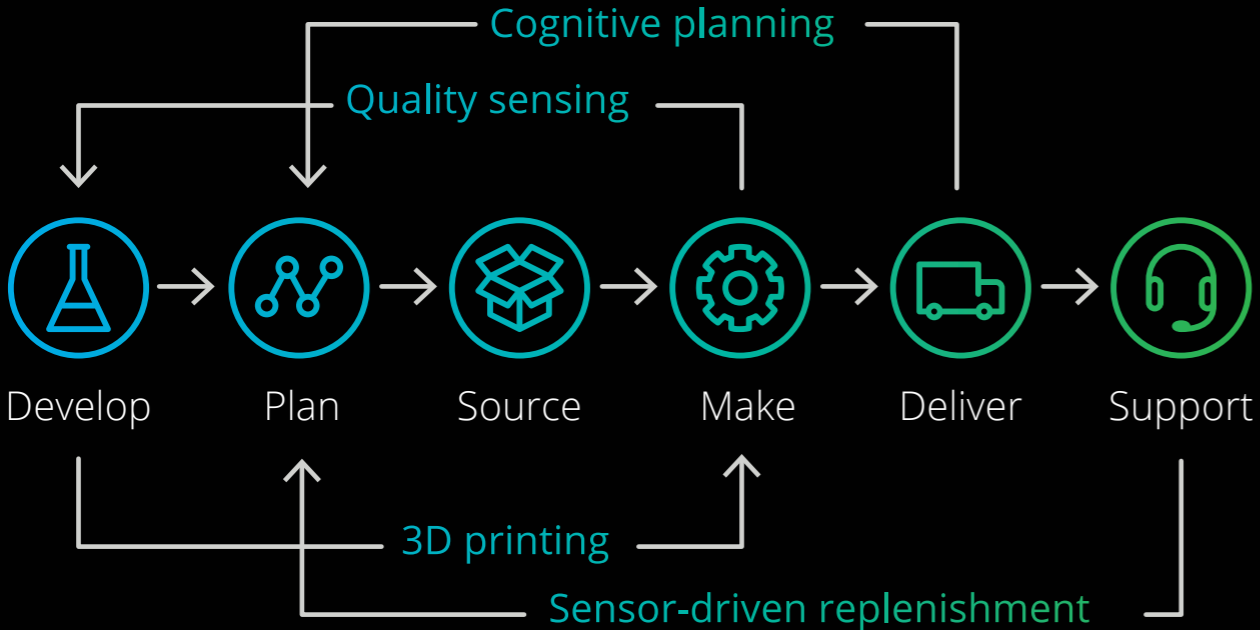 Cognitive planning
Quality sensing
Develop
Plan
Source
Make
Deliver
Support
3D printing
Sensor-driven replenishment